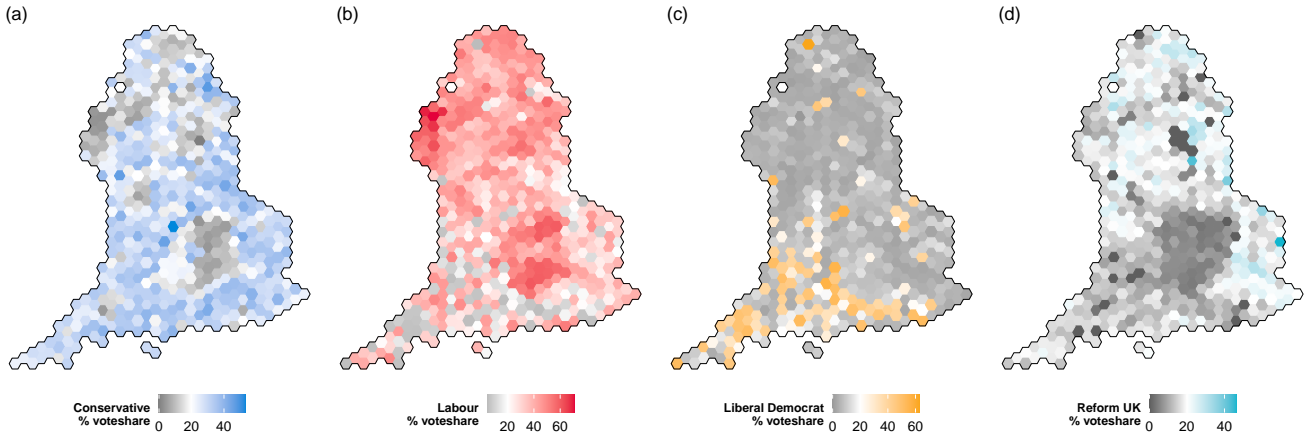 (a)
(b)
(c)
(d)
Conservative
% voteshare
0 20 40
Labour
% voteshare
20 40 60
Liberal Democrat
% voteshare
0 20 40 60
Reform UK
% voteshare
0 20 40